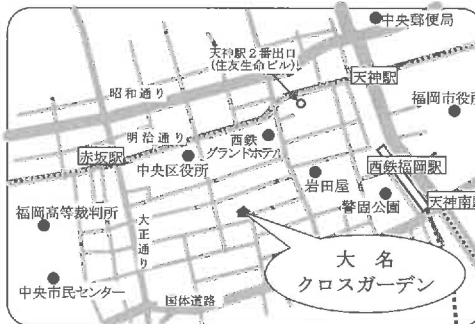 中央郵便局
天神駅2番出口
(住友生命ビル)
天神駅
昭和通り
福岡市役所
明治通り
西鉄
グランドホテル
赤坂駅
中央区役所
西鉄福岡駅
岩田屋
警固公園
天神南駅
福岡高等裁判所
大正通り
大名
クロスガーデン
中央市民センター
国体道路